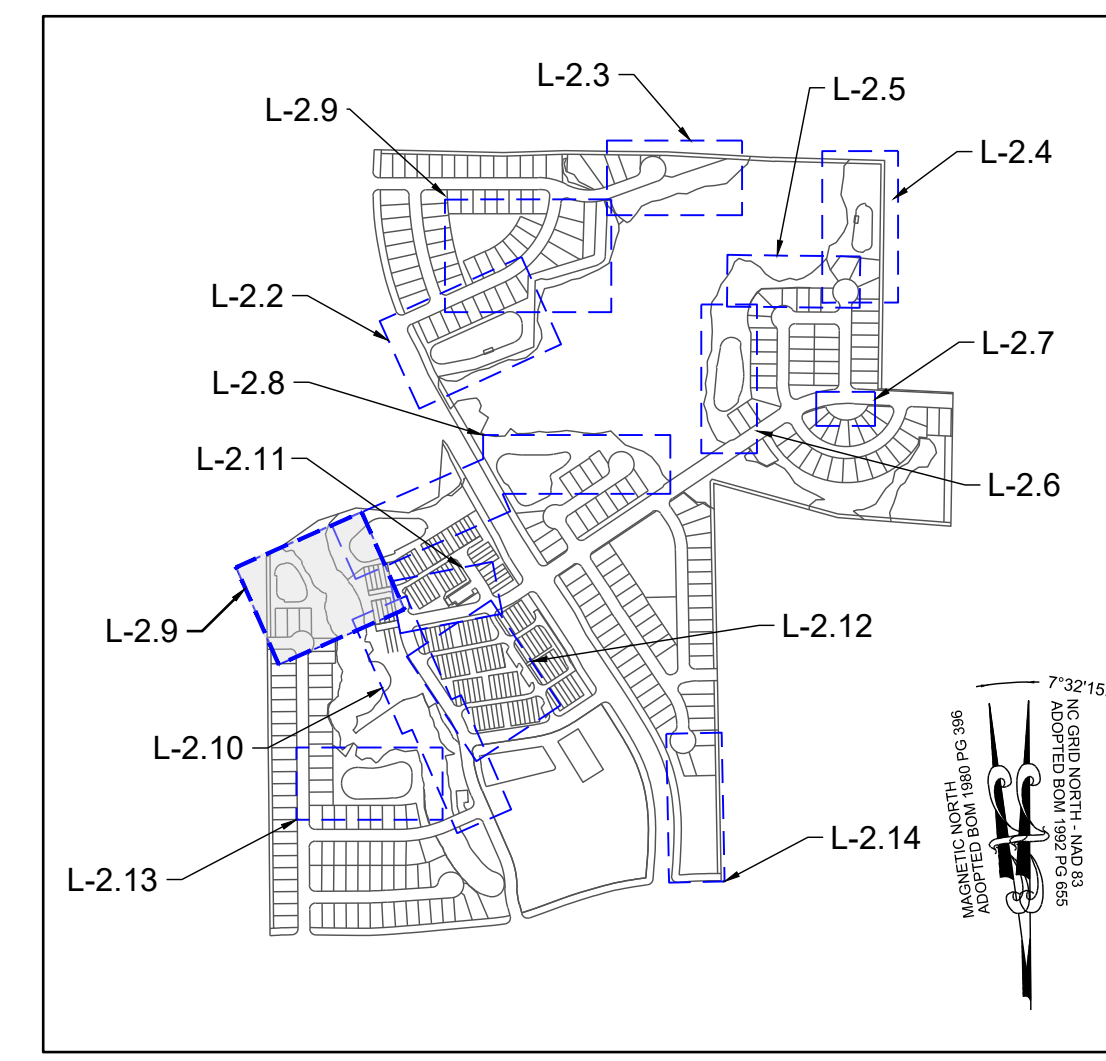 L-2.3
L-2.5
L-2.9
L-2.4
L-2.2
L-2.7
L-2.8
L-2.11
L-2.6
L-2.9
L-2.12
L-2.10
L-2.14
L-2.13
7°32'15
MAGNETIC NORTH
ADOPTED BOM 1980 PG 396
NC GRID NORTH - NAD 83
ADOPTED BOM 1992 PG 655